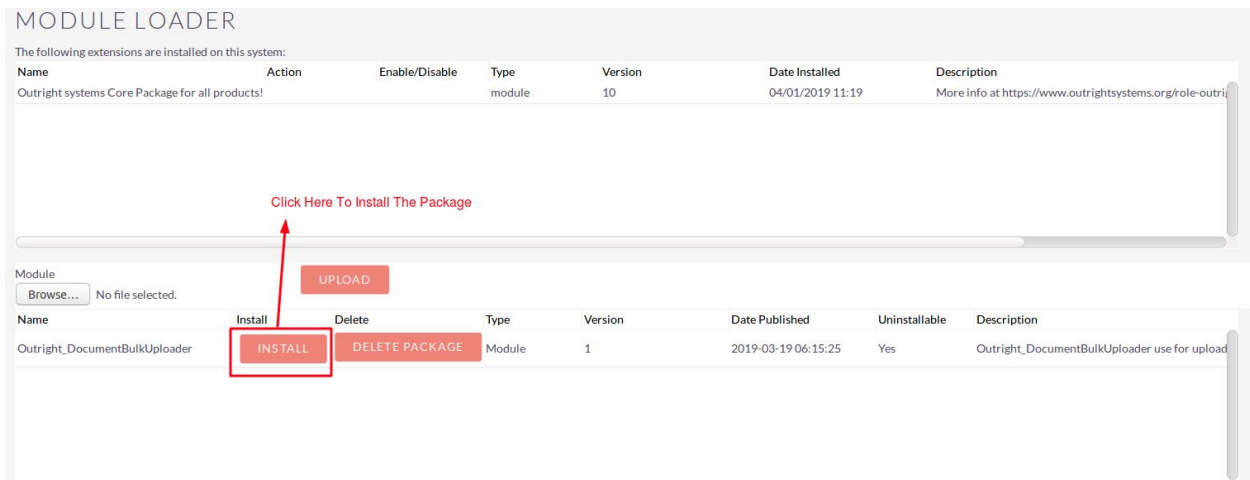 MODULE LOADER
The following extensions are installed on this system:
Name Action Enable/Disable Type Version Date Installed Description
Outright systems Core Package for all products! module 10 04/01/2019 11:19 More info at https://www.outrightsystems.org/role-outri
Click Here To Install The Package
Module
UPLOAD
Browse... No file selected.
Name Install Delete Type Version Date Published Uninstallable Description
Outright_DocumentBulkUploader INSTALL DELETE PACKAGE Module 1 2019-03-19 06:15:25 Yes Outright_DocumentBulkUploader use for upload